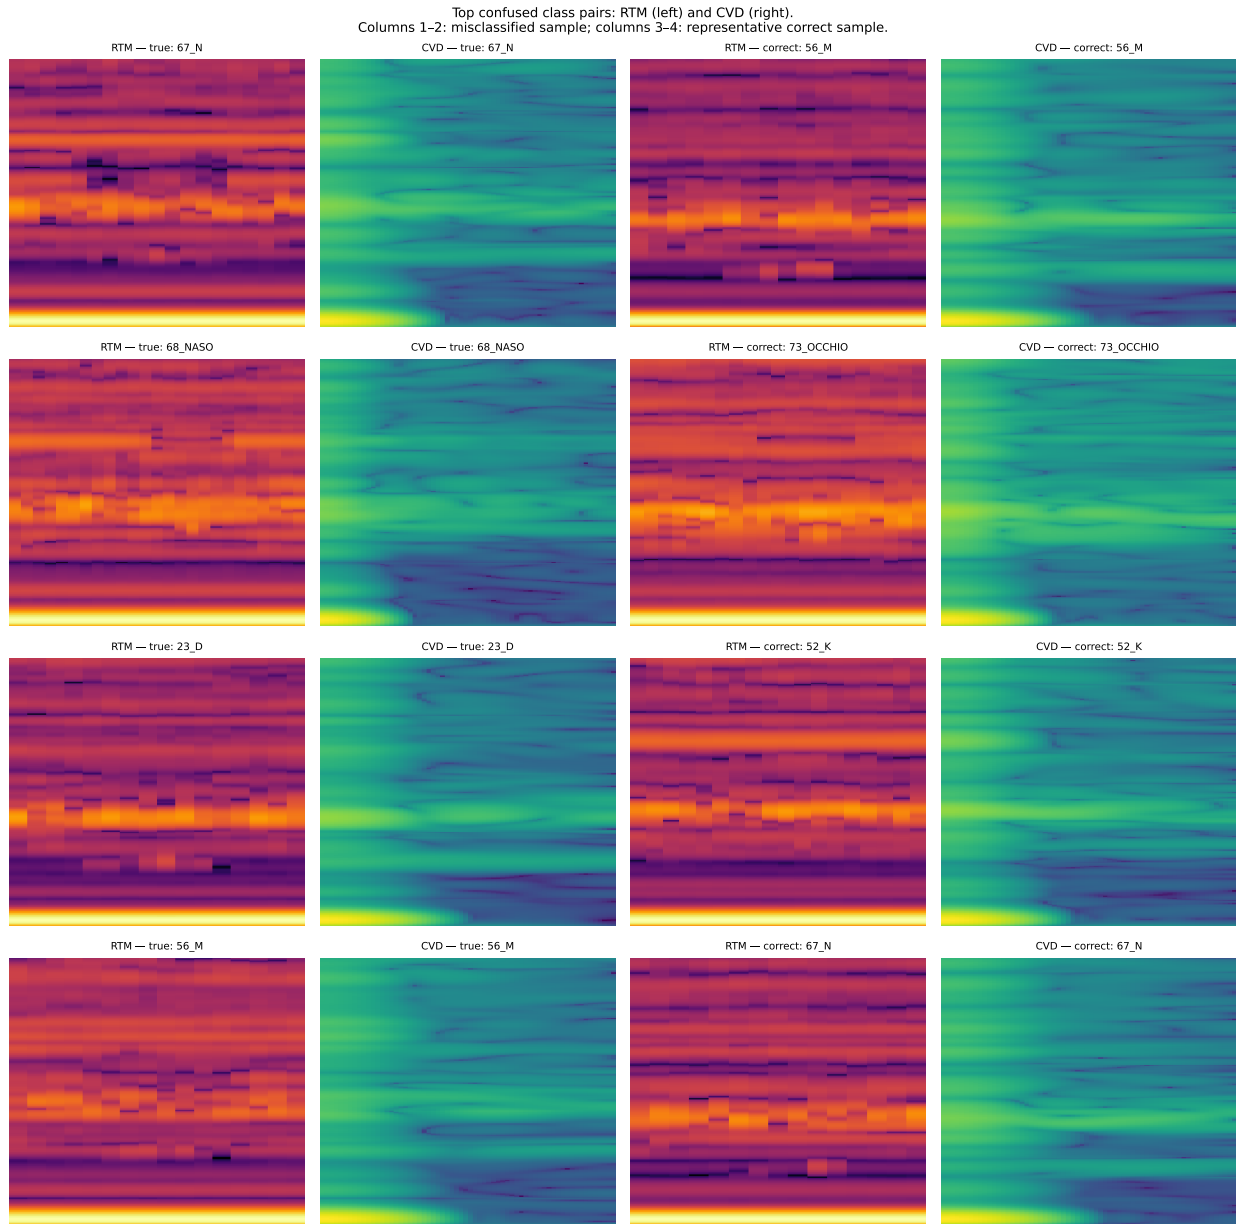 Top confused class pairs: RTM (left) and CVD (right).
Columns 1–2: misclassified sample; columns 3–4: representative correct sample.
RTM — true: 67_N
CVD — true: 67_N
RTM — correct: 56_M
CVD — correct: 56_M
RTM — true: 68_NASO
CVD — true: 68_NASO
RTM — correct: 73_OCCHIO
CVD — correct: 73_OCCHIO
RTM — true: 23_D
CVD — true: 23_D
RTM — correct: 52_K
CVD — correct: 52_K
RTM — true: 56_M
CVD — true: 56_M
RTM — correct: 67_N
CVD — correct: 67_N